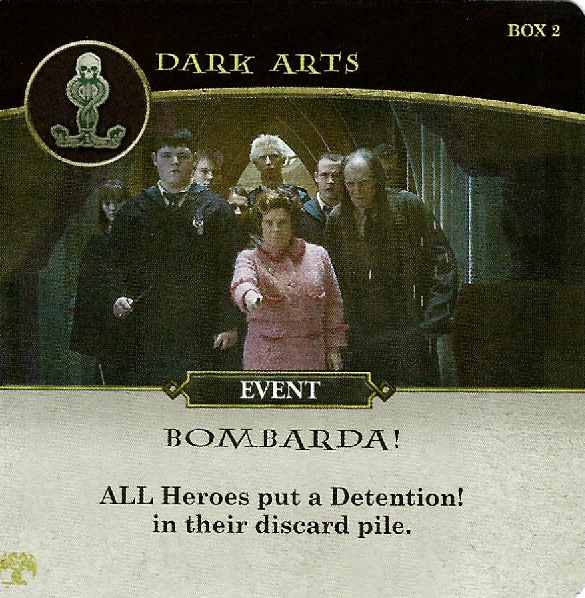 BOX 2
DARK ARTS
EVENT
BOMBARDA!
ALL Heroes put a Detention!
in their discard pile.